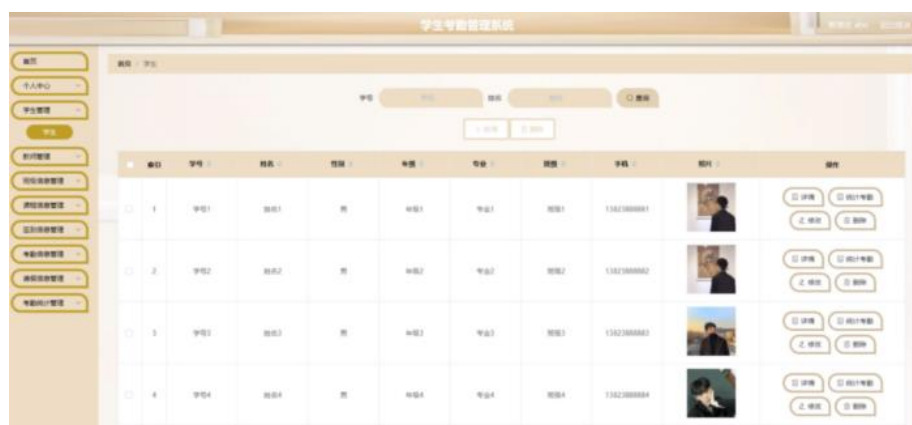 学生考勤管理系统
首页
首页 / 学生
个人中心
学号 学号 姓名 姓名 查询
学生管理
新增 删除
学生
教师管理
索引 学号 姓名 性别 年级 专业 班级 手机 照片 操作
课程信息管理
签到信息管理
考勤信息管理
请假信息管理
考勤统计管理
1 学号1 姓名1 男 年级1 专业1 班级1 13823888881 详情 统计考勤
修改 删除
2 学号2 姓名2 男 年级2 专业2 班级2 13823888882 详情 统计考勤
修改 删除
3 学号3 姓名3 男 年级3 专业3 班级3 13823888883 详情 统计考勤
修改 删除
4 学号4 姓名4 男 年级4 专业4 班级4 13823888884 详情 统计考勤
修改 删除